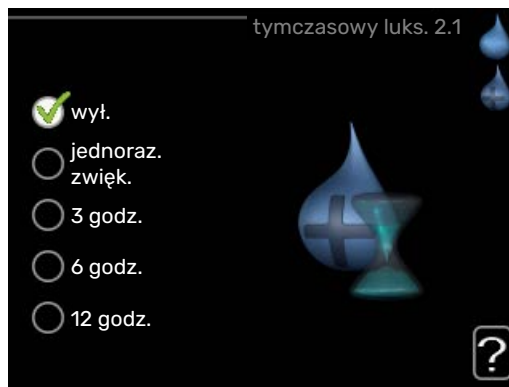 tymczasowy luks. 2.1
wył.
jednoraz.
zwięk.
3 godz.
6 godz.
12 godz.
?